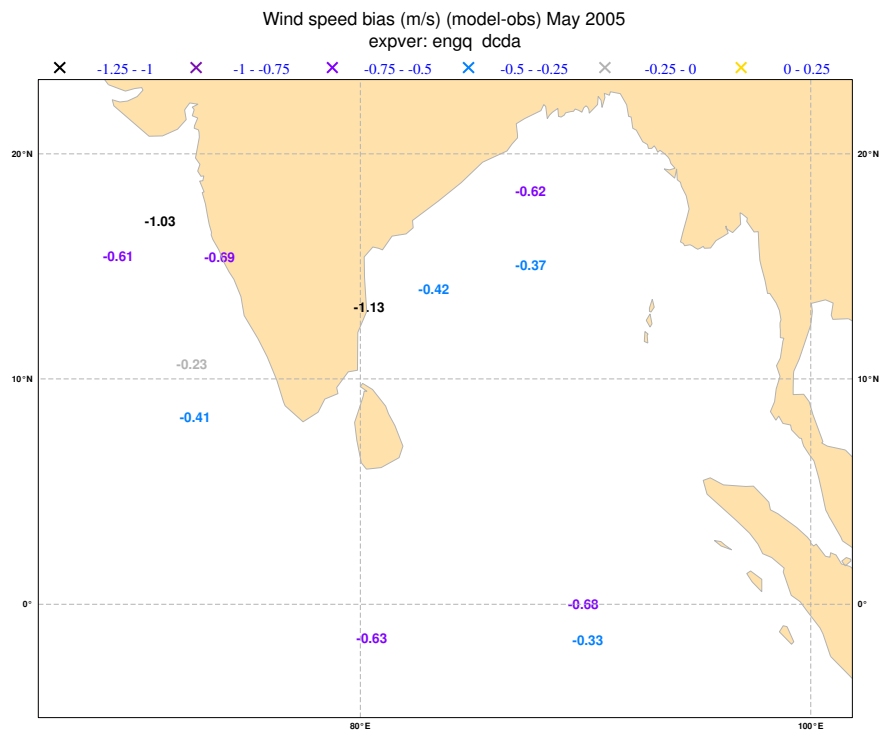 Wind speed bias (m/s) (model-obs) May 2005
expver: engq dcda
-1.25 - -1 -1 - -0.75 -0.75 - -0.5 -0.5 - -0.25 -0.25 - 0 0 - 0.25
20°N 20°N
-0.62
-1.03
-0.61 -0.69
-0.37
-0.42
-1.13
-0.23
10°N 10°N
-0.41
0° -0.68 0°
-0.63 -0.33
80°E 100°E